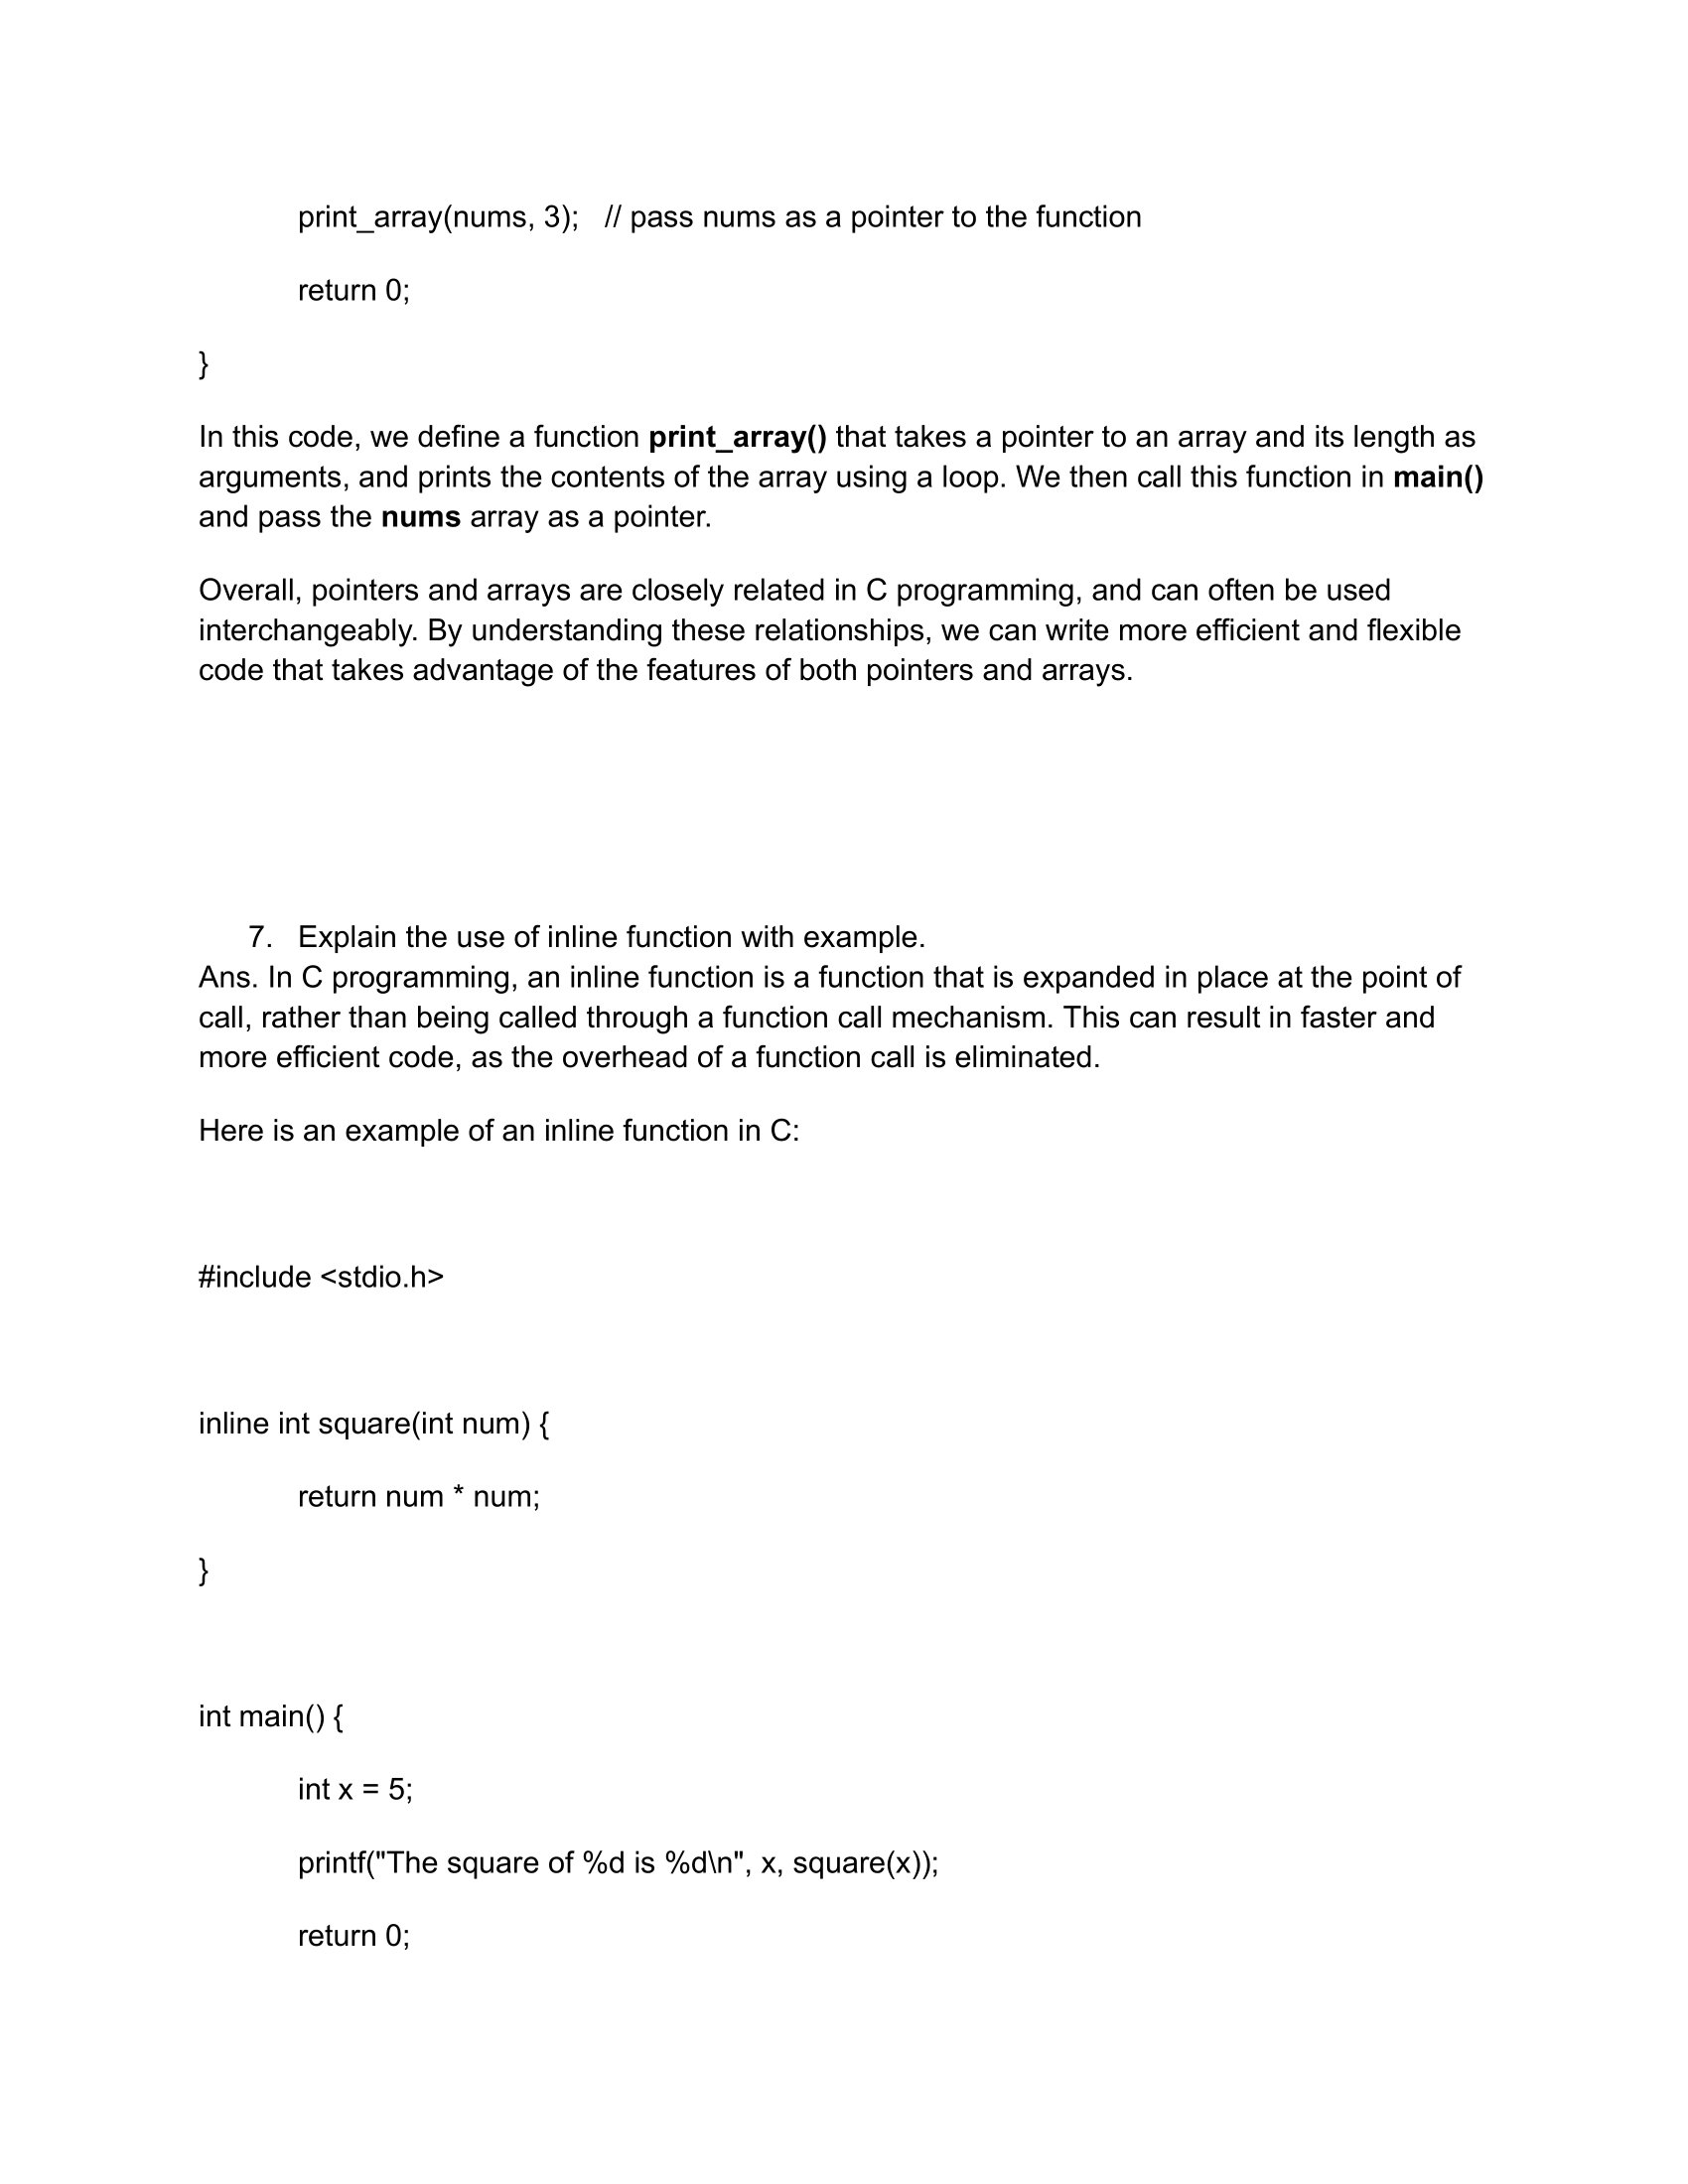 print_array(nums, 3);   // pass nums as a pointer to the function
return 0;
}
In this code, we define a function print_array() that takes a pointer to an array and its length as
arguments, and prints the contents of the array using a loop. We then call this function in main()
and pass the nums array as a pointer.
Overall, pointers and arrays are closely related in C programming, and can often be used
interchangeably. By understanding these relationships, we can write more efficient and flexible
code that takes advantage of the features of both pointers and arrays.
7. Explain the use of inline function with example.
Ans. In C programming, an inline function is a function that is expanded in place at the point of
call, rather than being called through a function call mechanism. This can result in faster and
more efficient code, as the overhead of a function call is eliminated.
Here is an example of an inline function in C:
#include <stdio.h>
inline int square(int num) {
return num * num;
}
int main() {
int x = 5;
printf("The square of %d is %d\n", x, square(x));
return 0;